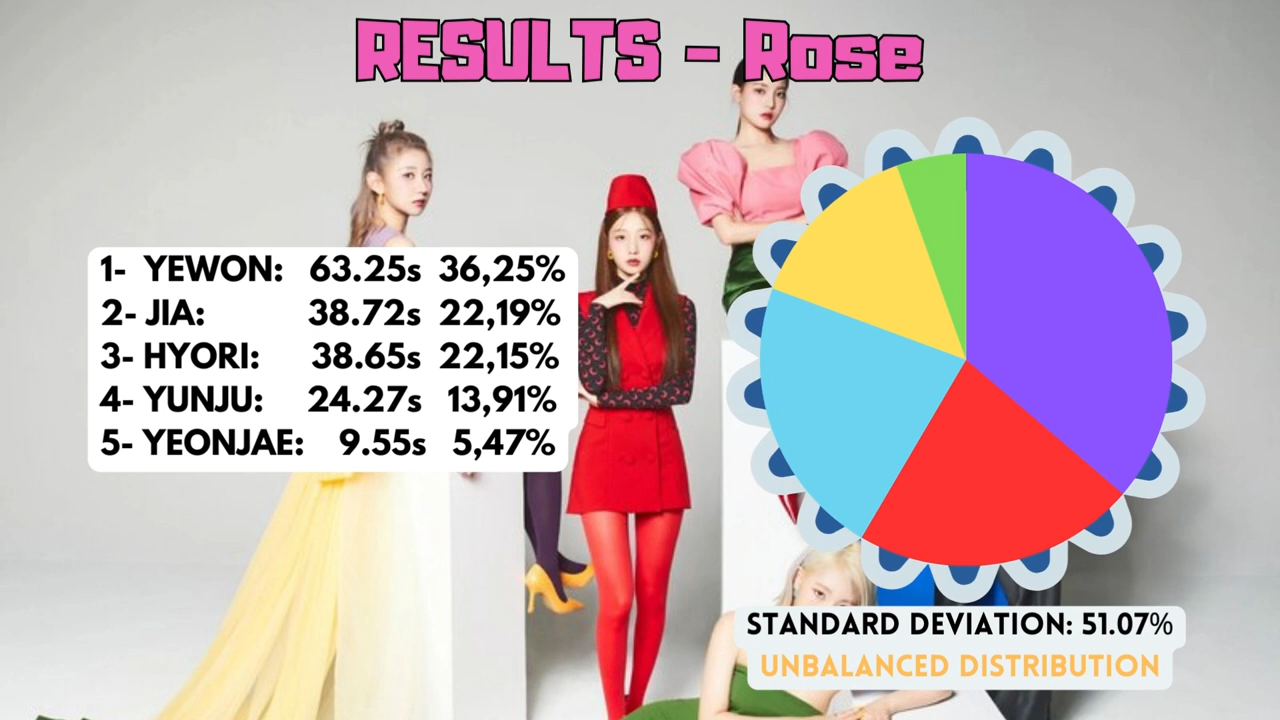 RESULTS - Rose
1- YEWON: 63.25s 36,25%
2- JIA: 38.72s 22,19%
3- HYORI: 38.65s 22,15%
4- YUNJU: 24.27s 13,91%
5- YEONJAE: 9.55s 5,47%
STANDARD DEVIATION: 51.07%
UNBALANCED DISTRIBUTION